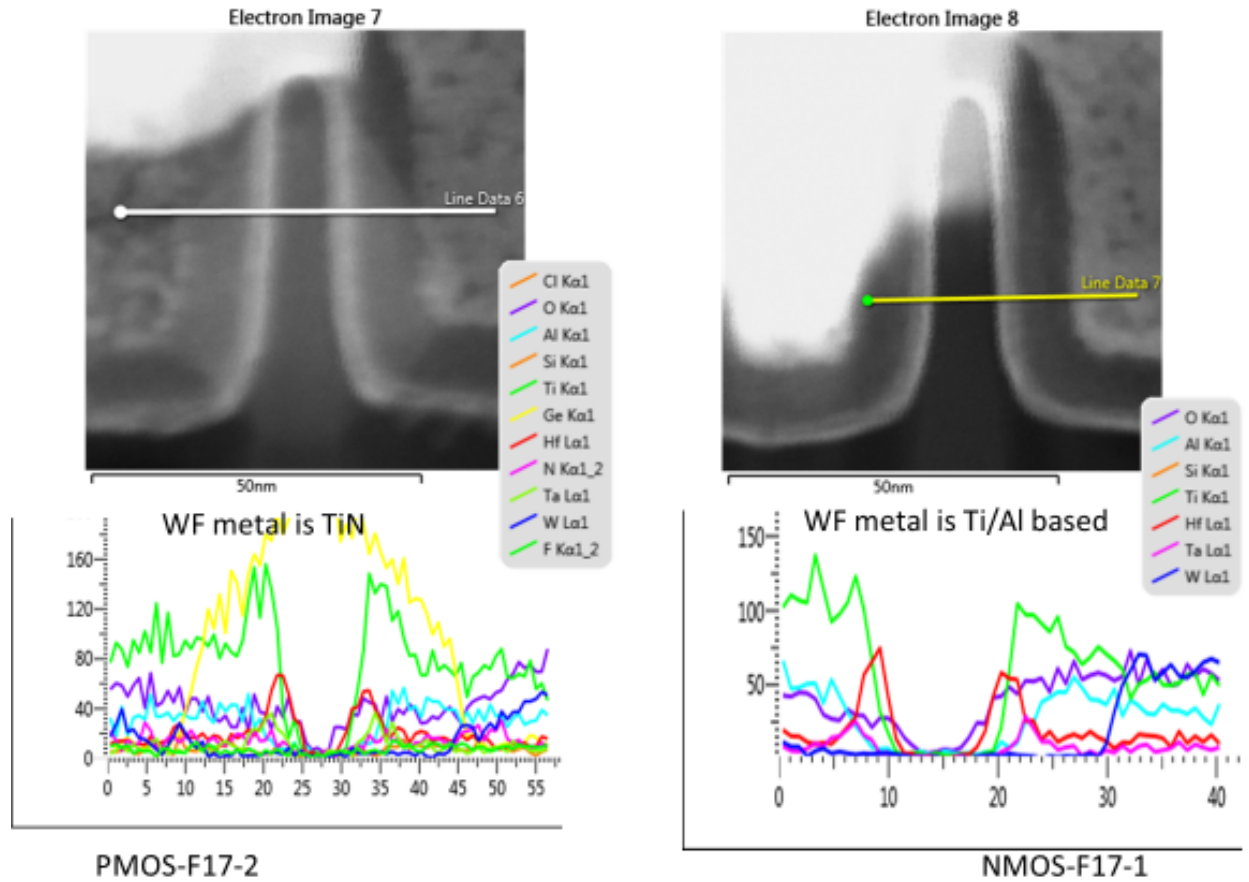 Electron Image 7
Line Data 6
Cl Kα1
O Kα1
Al Kα1
Si Kα1
Ti Kα1
Ge Kα1
Hf Lα1
N Kα1_2
Ta Lα1
W Lα1
F Kα1_2
50nm
WF metal is TiN
160
120
80
40
0
0 5 10 15 20 25 30 35 40 45 50 55
PMOS-F17-2
Electron Image 8
Line Data 7
O Kα1
Al Kα1
Si Kα1
Ti Kα1
Hf Lα1
Ta Lα1
W Lα1
50nm
WF metal is Ti/Al based
150
100
50
0 10 20 30 40
NMOS-F17-1